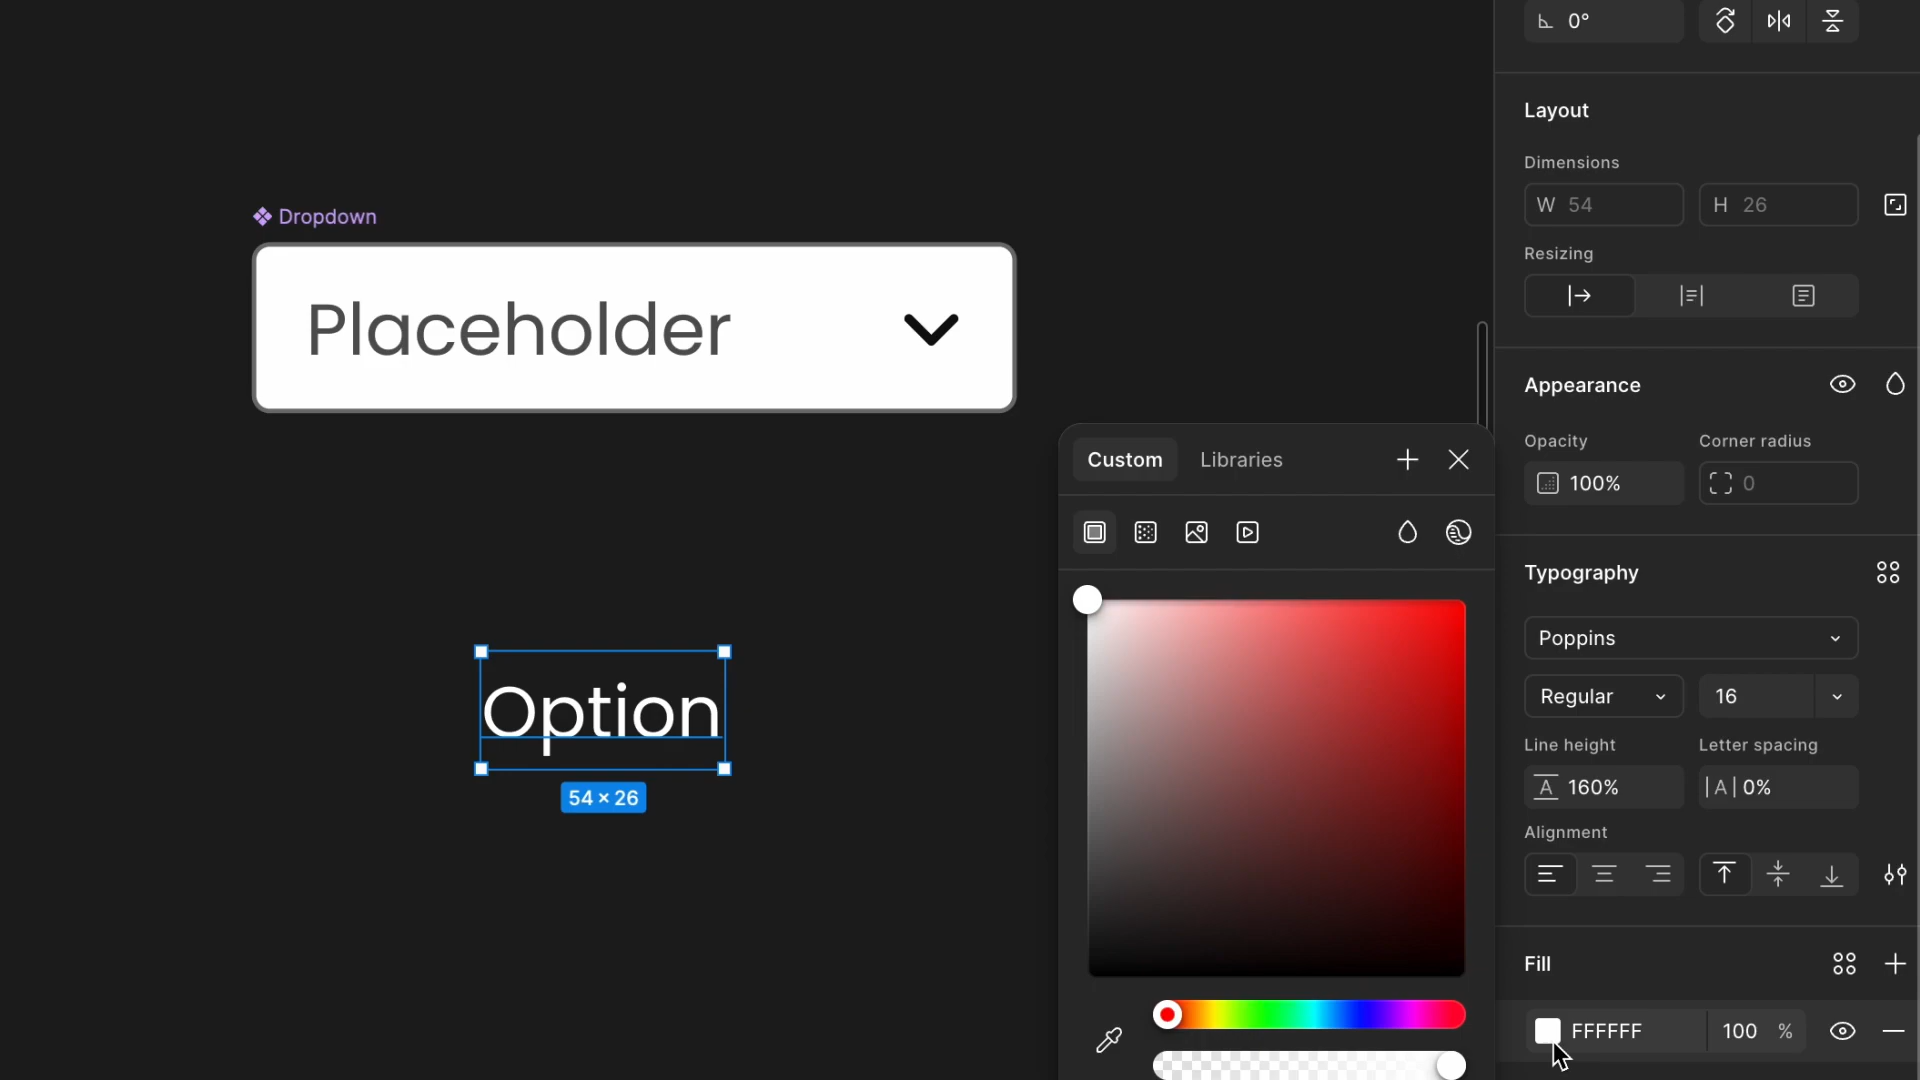 0°
Layout
Dimensions
W 54
H 26
Resizing
Dropdown
Placeholder
Appearance
Opacity
Corner radius
100%
0
Custom
Libraries
Typography
Poppins
Regular
16
Line height
Letter spacing
A 160%
|A| 0%
Alignment
Option
54 × 26
Fill
FFFFFF
100 %